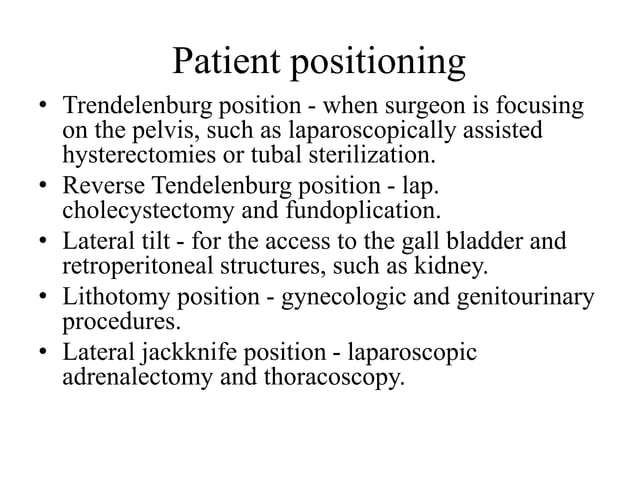 Patient positioning
• Trendelenburg position - when surgeon is focusing
on the pelvis, such as laparoscopically assisted
hysterectomies or tubal sterilization.
• Reverse Tendelenburg position - lap.
cholecystectomy and fundoplication.
• Lateral tilt - for the access to the gall bladder and
retroperitoneal structures, such as kidney.
• Lithotomy position - gynecologic and genitourinary
procedures.
• Lateral jackknife position - laparoscopic
adrenalectomy and thoracoscopy.